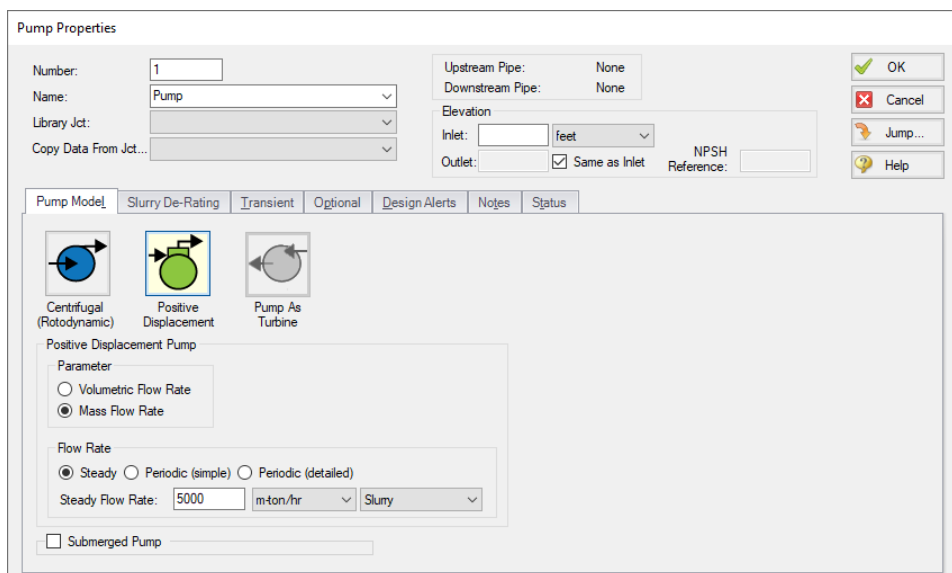 Pump Properties
Number: 1
Name: Pump
Library Jct:
Copy Data From Jct...
Upstream Pipe: None
Downstream Pipe: None
Elevation
Inlet: feet
Outlet: Same as Inlet
NPSH
Reference:
OK
Cancel
Jump...
Help
Pump Model Slurry De-Rating Transient Optional Design Alerts Notes Status
Centrifugal
(Rotodynamic)
Positive
Displacement
Pump As
Turbine
Positive Displacement Pump
Parameter
Volumetric Flow Rate
Mass Flow Rate
Flow Rate
Steady Periodic (simple) Periodic (detailed)
Steady Flow Rate: 5000 m-ton/hr Slurry
Submerged Pump